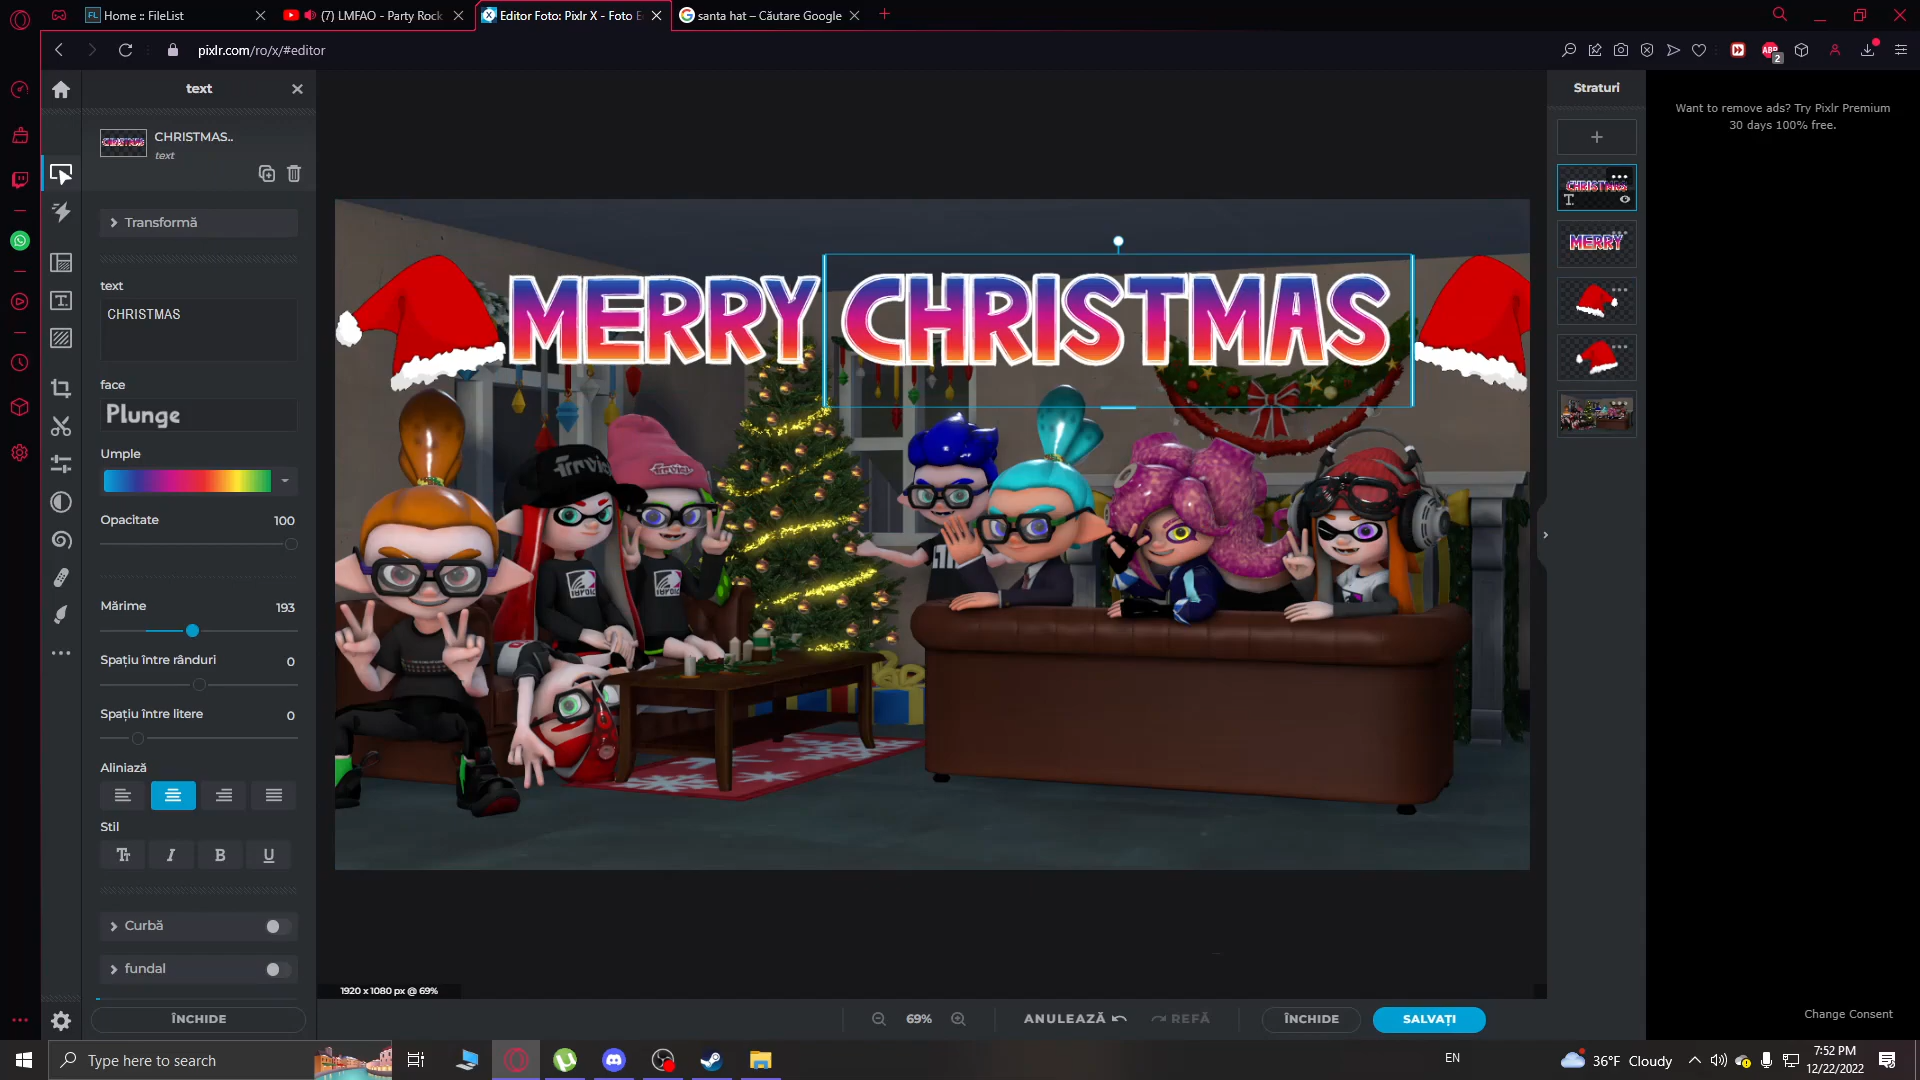 Home :: FileList
(7) LMFAO - Party Rock
Editor Foto: Pixlr X - Foto E
santa hat – Căutare Google
pixlr.com/ro/x/#editor
ABP
2
text
CHRISTMAS..
text
Transformă
text
CHRISTMAS
face
Plunge
Umple
Opacitate 100
Mărime 193
Spațiu între rânduri 0
Spațiu între litere 0
Aliniază
Stil
Tт I B U
Curbă
fundal
ÎNCHIDE
MERRY CHRISTMAS
1920 x 1080 px @ 69%
69%
ANULEAZĂ
REFĂ
ÎNCHIDE
SALVAȚI
Straturi
CHRISTMAS
MERRY
Want to remove ads? Try Pixlr Premium
30 days 100% free.
Change Consent
Type here to search
EN
36°F Cloudy
7:52 PM
12/22/2022